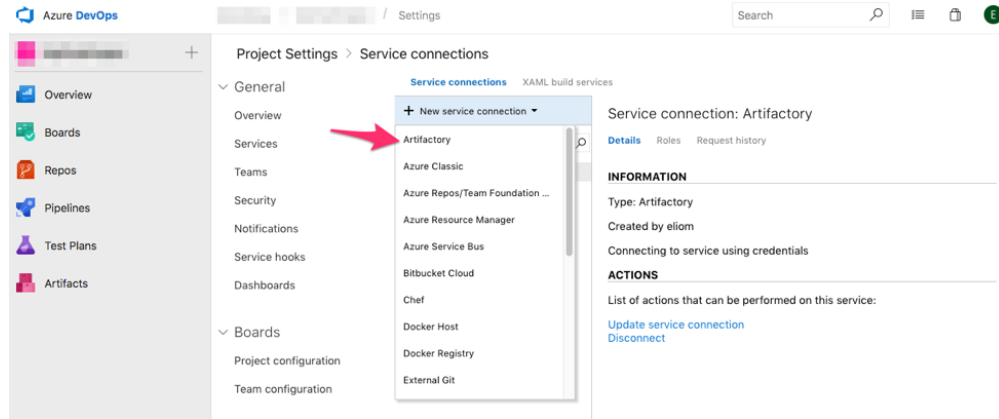 Azure DevOps
/ Settings
Search
E
Project Settings > Service connections
Overview
Boards
Repos
Pipelines
Test Plans
Artifacts
General
Overview
Services
Teams
Security
Notifications
Service hooks
Dashboards
Boards
Project configuration
Team configuration
Service connections XAML build services
+ New service connection
Artifactory
Azure Classic
Azure Repos/Team Foundation ...
Azure Resource Manager
Azure Service Bus
Bitbucket Cloud
Chef
Docker Host
Docker Registry
External Git
Service connection: Artifactory
Details Roles Request history
INFORMATION
Type: Artifactory
Created by eliom
Connecting to service using credentials
ACTIONS
List of actions that can be performed on this service:
Update service connection
Disconnect